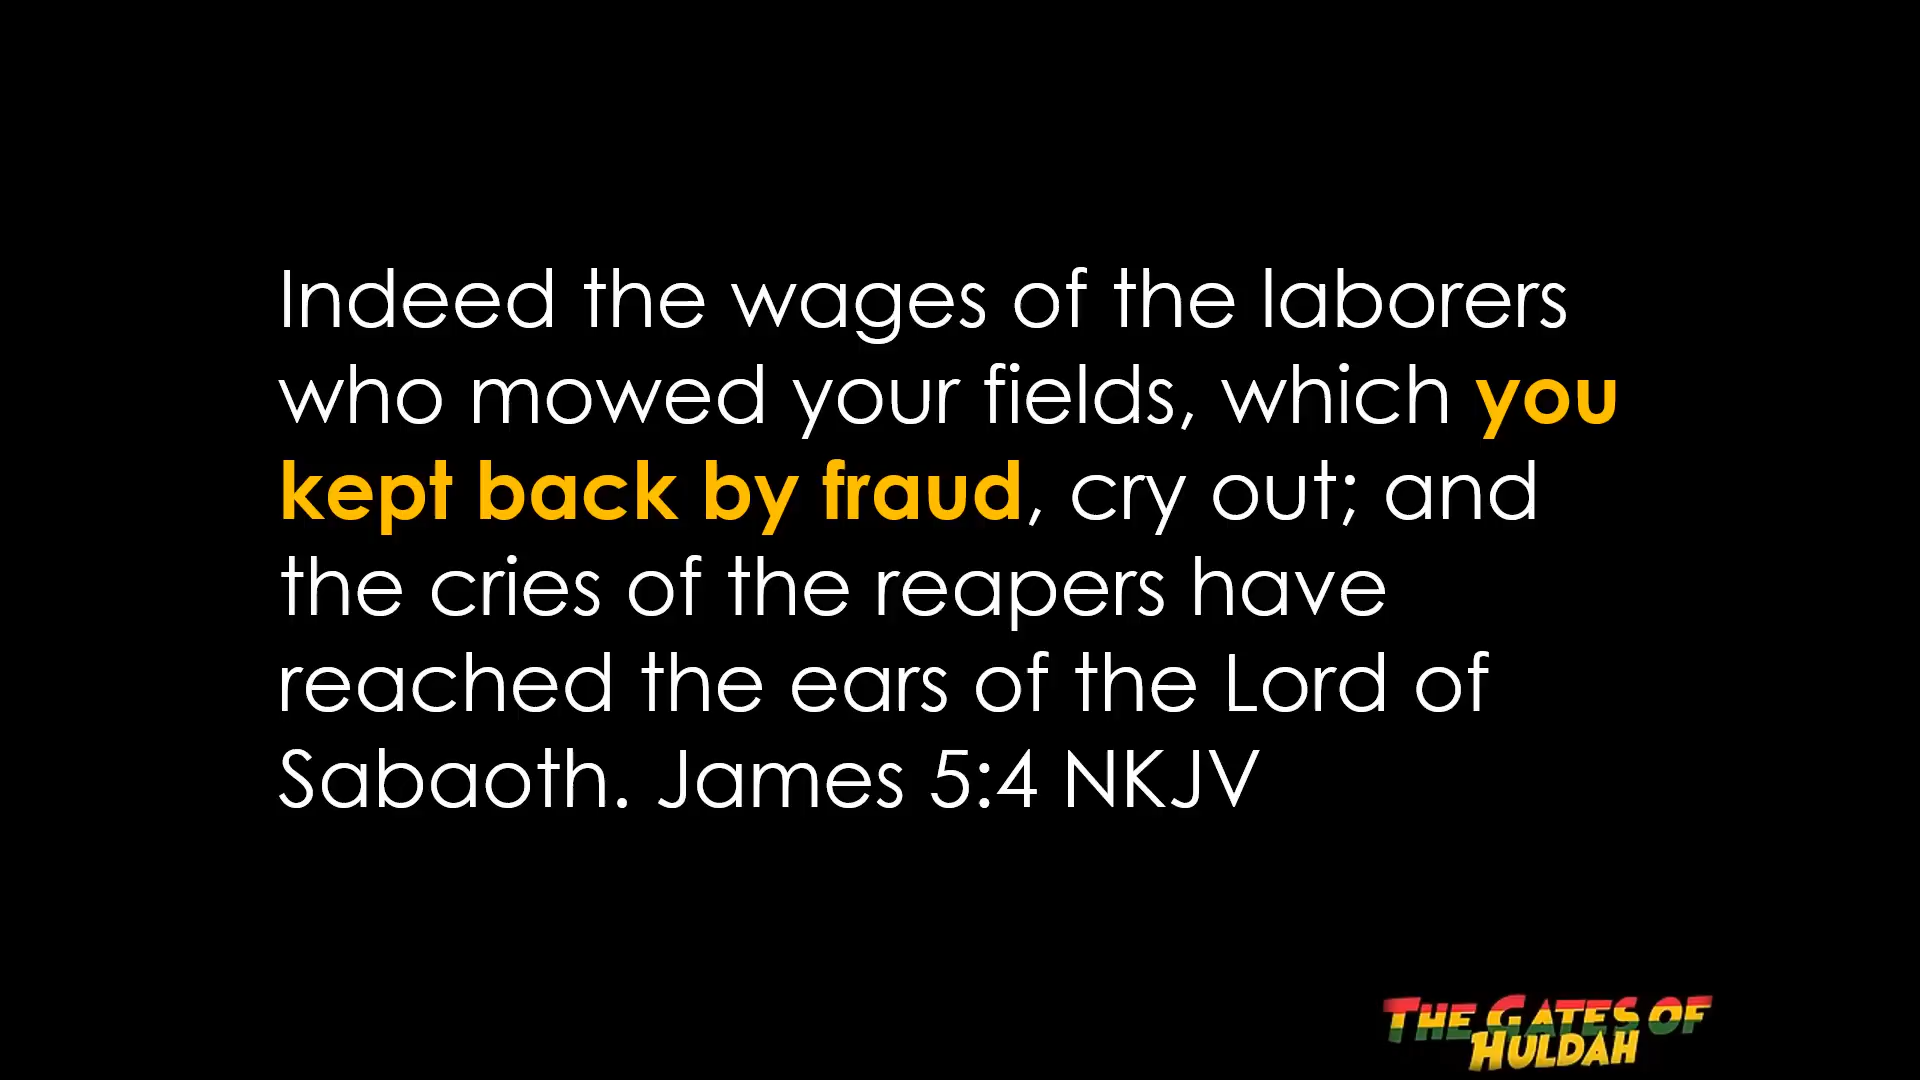 Indeed the wages of the laborers
who mowed your fields, which you
kept back by fraud, cry out; and
the cries of the reapers have
reached the ears of the Lord of
Sabaoth. James 5:4 NKJV
THE GATES OF
HULDAH